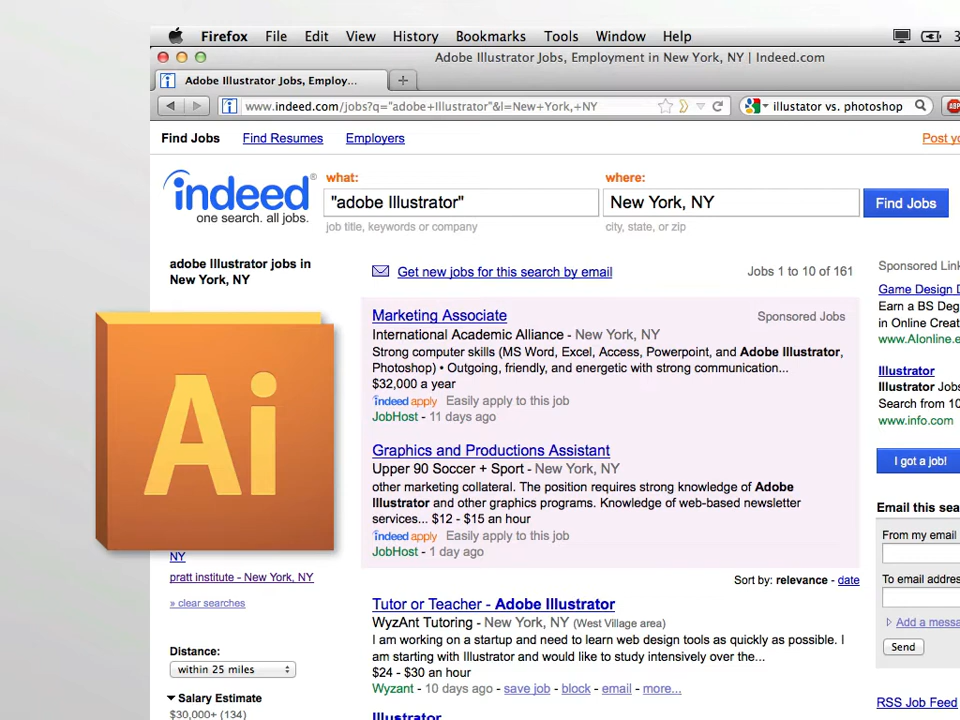 Firefox File Edit View History Bookmarks Tools Window Help
Adobe Illustrator Jobs, Employment in New York, NY | Indeed.com
Adobe Illustrator Jobs, Employ...
www.indeed.com/jobs?q="adobe+Illustrator"&l=New+York,+NY
illustator vs. photoshop
ABP
Find Jobs Find Resumes Employers
Post
indeed®
one search. all jobs.
what:
"adobe Illustrator"
job title, keywords or company
where:
New York, NY
city, state, or zip
Find Jobs
adobe Illustrator jobs in
New York, NY
Get new jobs for this search by email
Jobs 1 to 10 of 161
Marketing Associate
Sponsored Jobs
International Academic Alliance - New York, NY
Strong computer skills (MS Word, Excel, Access, Powerpoint, and Adobe Illustrator,
Photoshop) • Outgoing, friendly, and energetic with strong communication...
$32,000 a year
indeed apply Easily apply to this job
JobHost - 11 days ago
Graphics and Productions Assistant
Upper 90 Soccer + Sport - New York, NY
other marketing collateral. The position requires strong knowledge of Adobe
Illustrator and other graphics programs. Knowledge of web-based newsletter
services... $12 - $15 an hour
indeed apply Easily apply to this job
JobHost - 1 day ago
Sort by: relevance - date
Tutor or Teacher - Adobe Illustrator
WyzAnt Tutoring - New York, NY (West Village area)
I am working on a startup and need to learn web design tools as quickly as possible. I
am starting with Illustrator and would like to study intensively over the...
$24 - $30 an hour
Wyzant - 10 days ago - save job - block - email - more...
Illustrator
Ai
NY
pratt institute - New York, NY
» clear searches
Distance:
within 25 miles
Salary Estimate
$30,000+ (134)
Sponsored Link
Game Design
Earn a BS Deg
in Online Creat
www.AIonline.e
Illustrator
Illustrator Jobs
Search from 10
www.info.com
I got a job!
Email this sea
From my email
To email addres
Add a messa
Send
RSS Job Feed